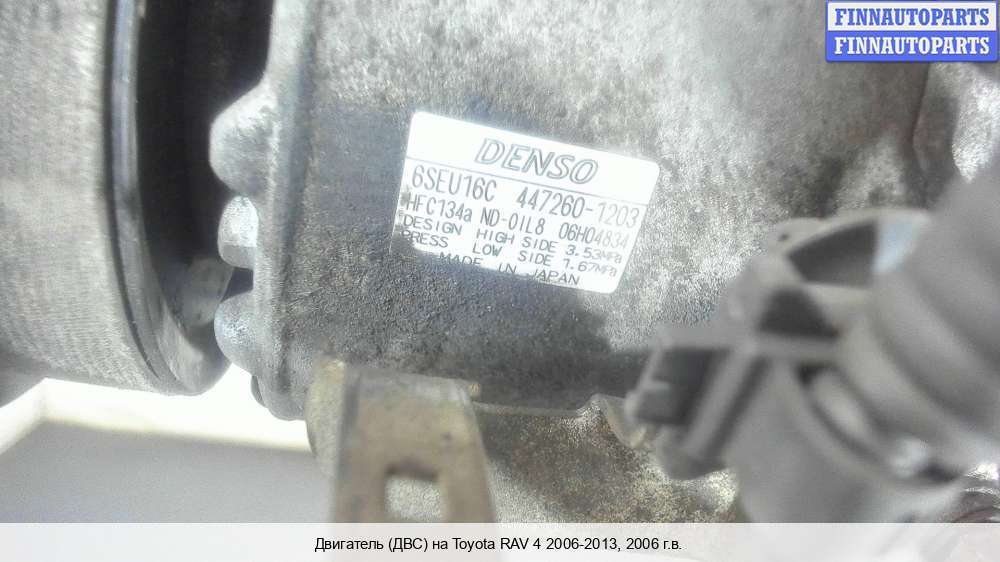 FINNAUTOPARTS
FINNAUTOPARTS
DENSO
6SEU16C 447260-1203
HFC134a ND-OIL8 06H04834
DESIGN HIGH SIDE 3.53MPa
PRESS LOW SIDE 1.67MPa
MADE IN JAPAN
Двигатель (ДВС) на Toyota RAV 4 2006-2013, 2006 г.в.